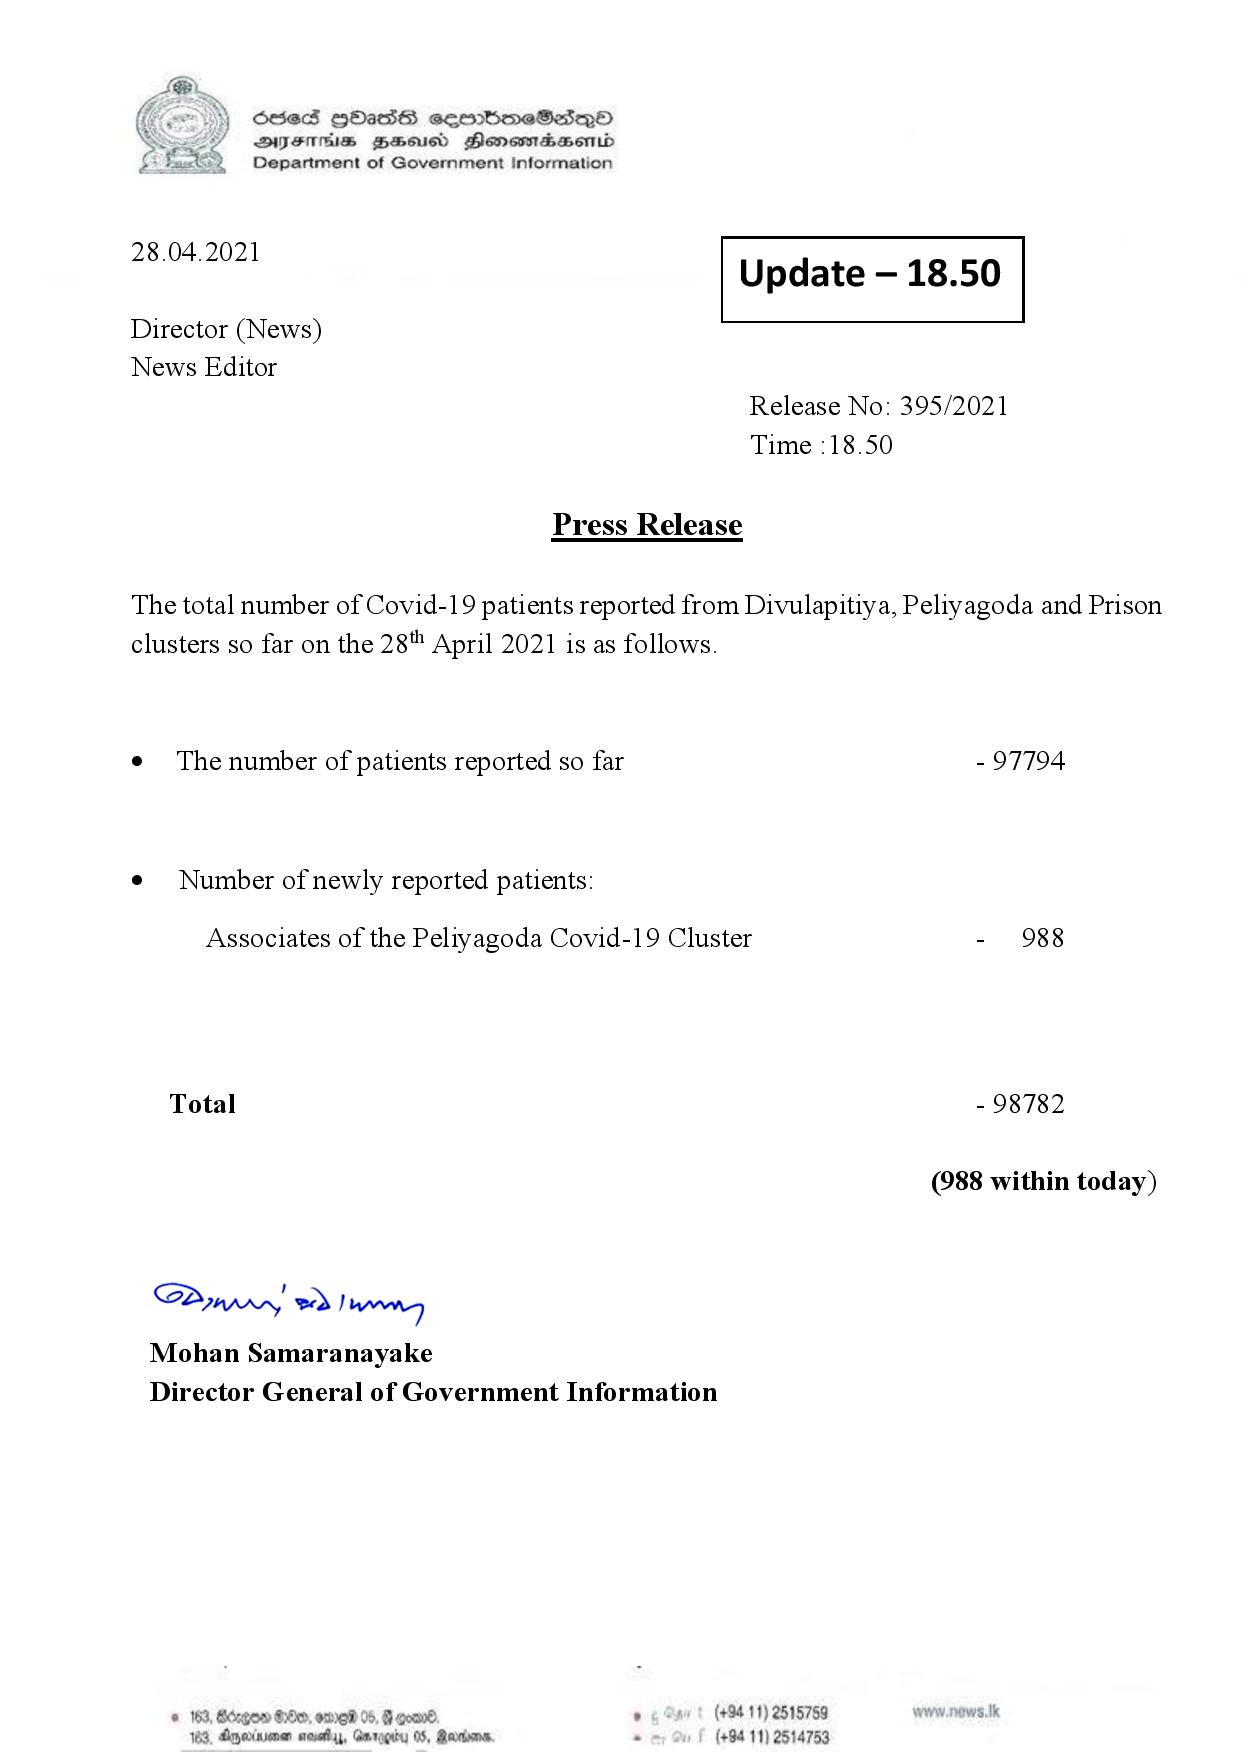 රජයේ ප්‍රවෘත්ති දෙපාර්තමේන්තුව
அரசாங்க தகவல் திணைக்களம்
Department of Government Information
28.04.2021
Update – 18.50
Director (News)
News Editor
Release No: 395/2021
Time :18.50
Press Release
The total number of Covid-19 patients reported from Divulapitiya, Peliyagoda and Prison
clusters so far on the 28th April 2021 is as follows.
• The number of patients reported so far - 97794
• Number of newly reported patients:
Associates of the Peliyagoda Covid-19 Cluster - 988
Total - 98782
(988 within today)
Mohan Samaranayake
Director General of Government Information
163, කිරුලපන මාවත, කොළඹ 05, ශ්‍රී ලංකාව.
163, கிருலப்பனை எவனியூ, கொழும்பு 05, இலங்கை.
(+94 11) 2515759
(+94 11) 2514753
www.news.lk